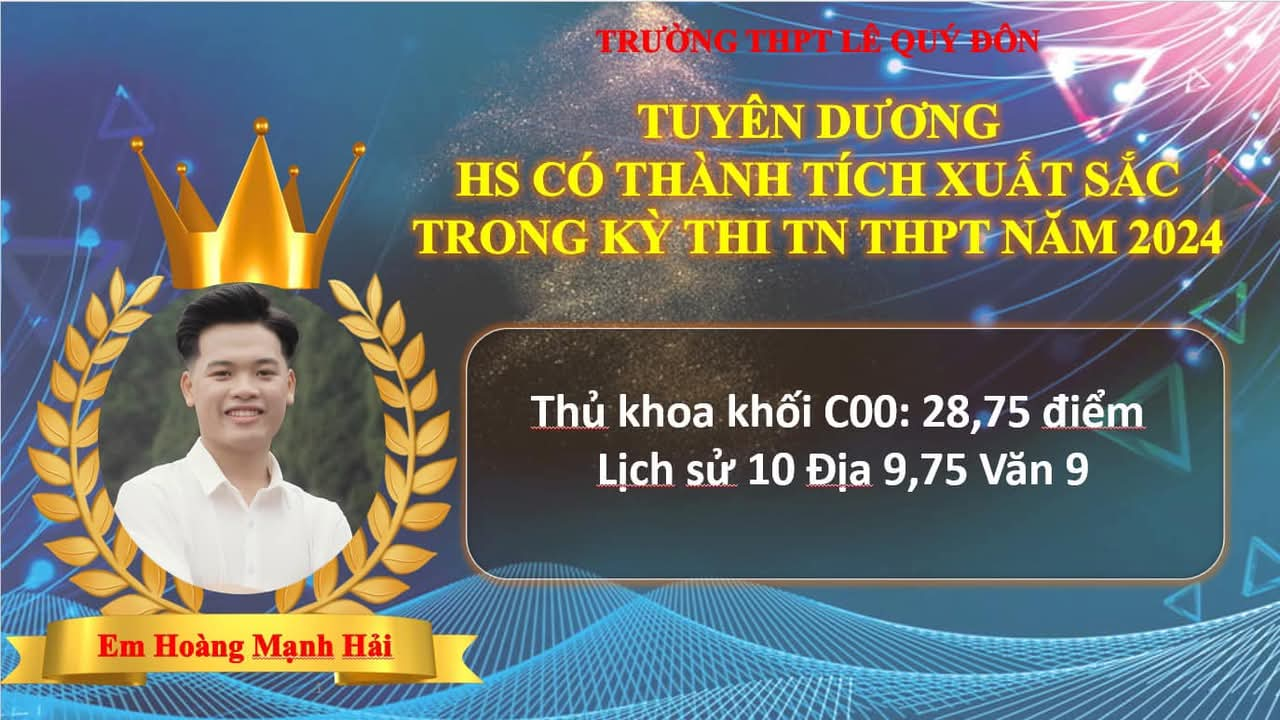 TRƯỜNG THPT LÊ QUÝ ĐÔN
TUYÊN DƯƠNG
HS CÓ THÀNH TÍCH XUẤT SẮC
TRONG KỲ THI TN THPT NĂM 2024
Thủ khoa khối C00: 28,75 điểm
Lịch sử 10 Địa 9,75 Văn 9
Em Hoàng Mạnh Hải